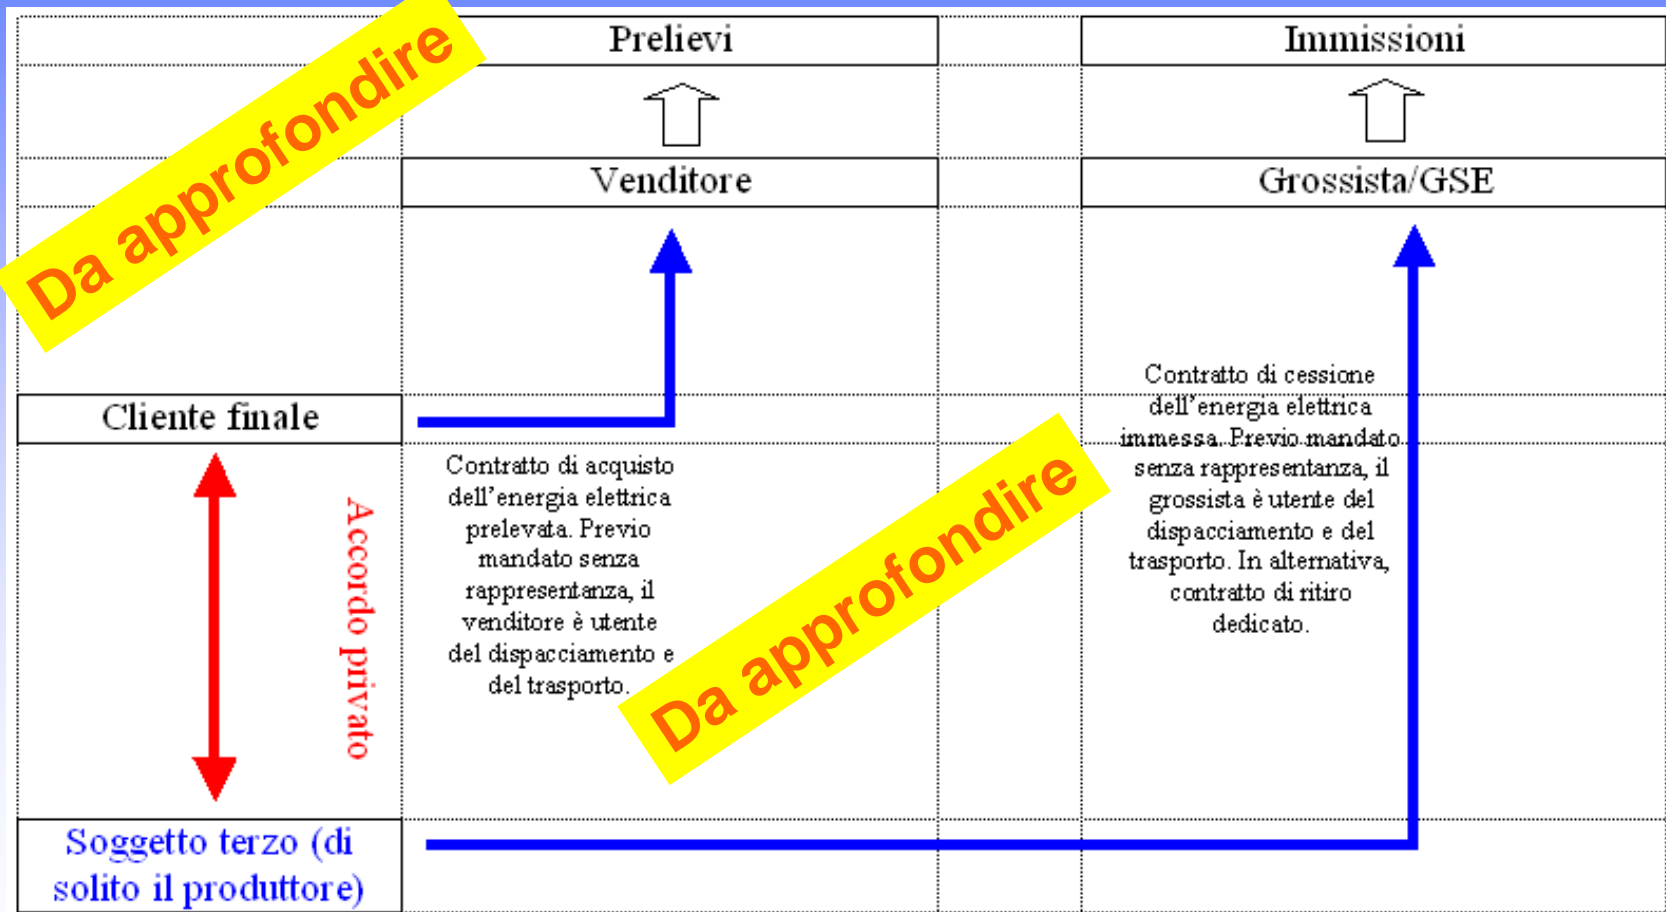 Prelievi
Immissioni
Da approfondire
Venditore
Grossista/GSE
Cliente finale
Contratto di acquisto
dell'energia elettrica
prelevata. Previo
mandato senza
rappresentanza, il
venditore è utente
del dispacciamento e
del trasporto.
Contratto di cessione
dell'energia elettrica
immessa. Previo mandato
senza rappresentanza, il
grossista è utente del
dispacciamento e del
trasporto. In alternativa,
contratto di ritiro
dedicato.
Accordo privato
Da approfondire
Soggetto terzo (di
solito il produttore)